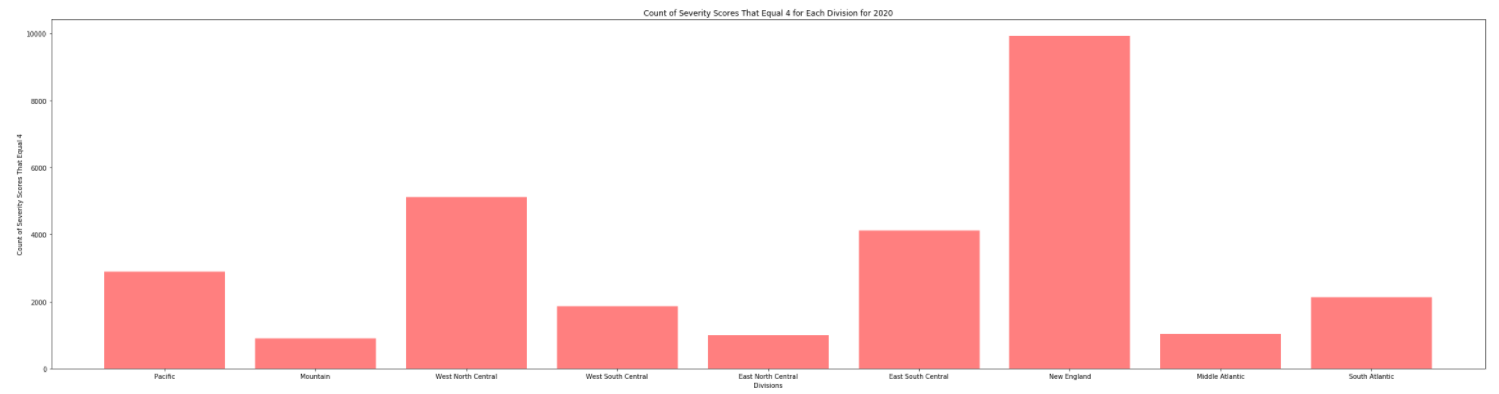 Count of Severity Scores That Equal 4 for Each Division for 2020
Count of Severity Scores That Equal 4
10000
8000
6000
4000
2000
0
Pacific
Mountain
West North Central
West South Central
East North Central
East South Central
New England
Middle Atlantic
South Atlantic
Divisions